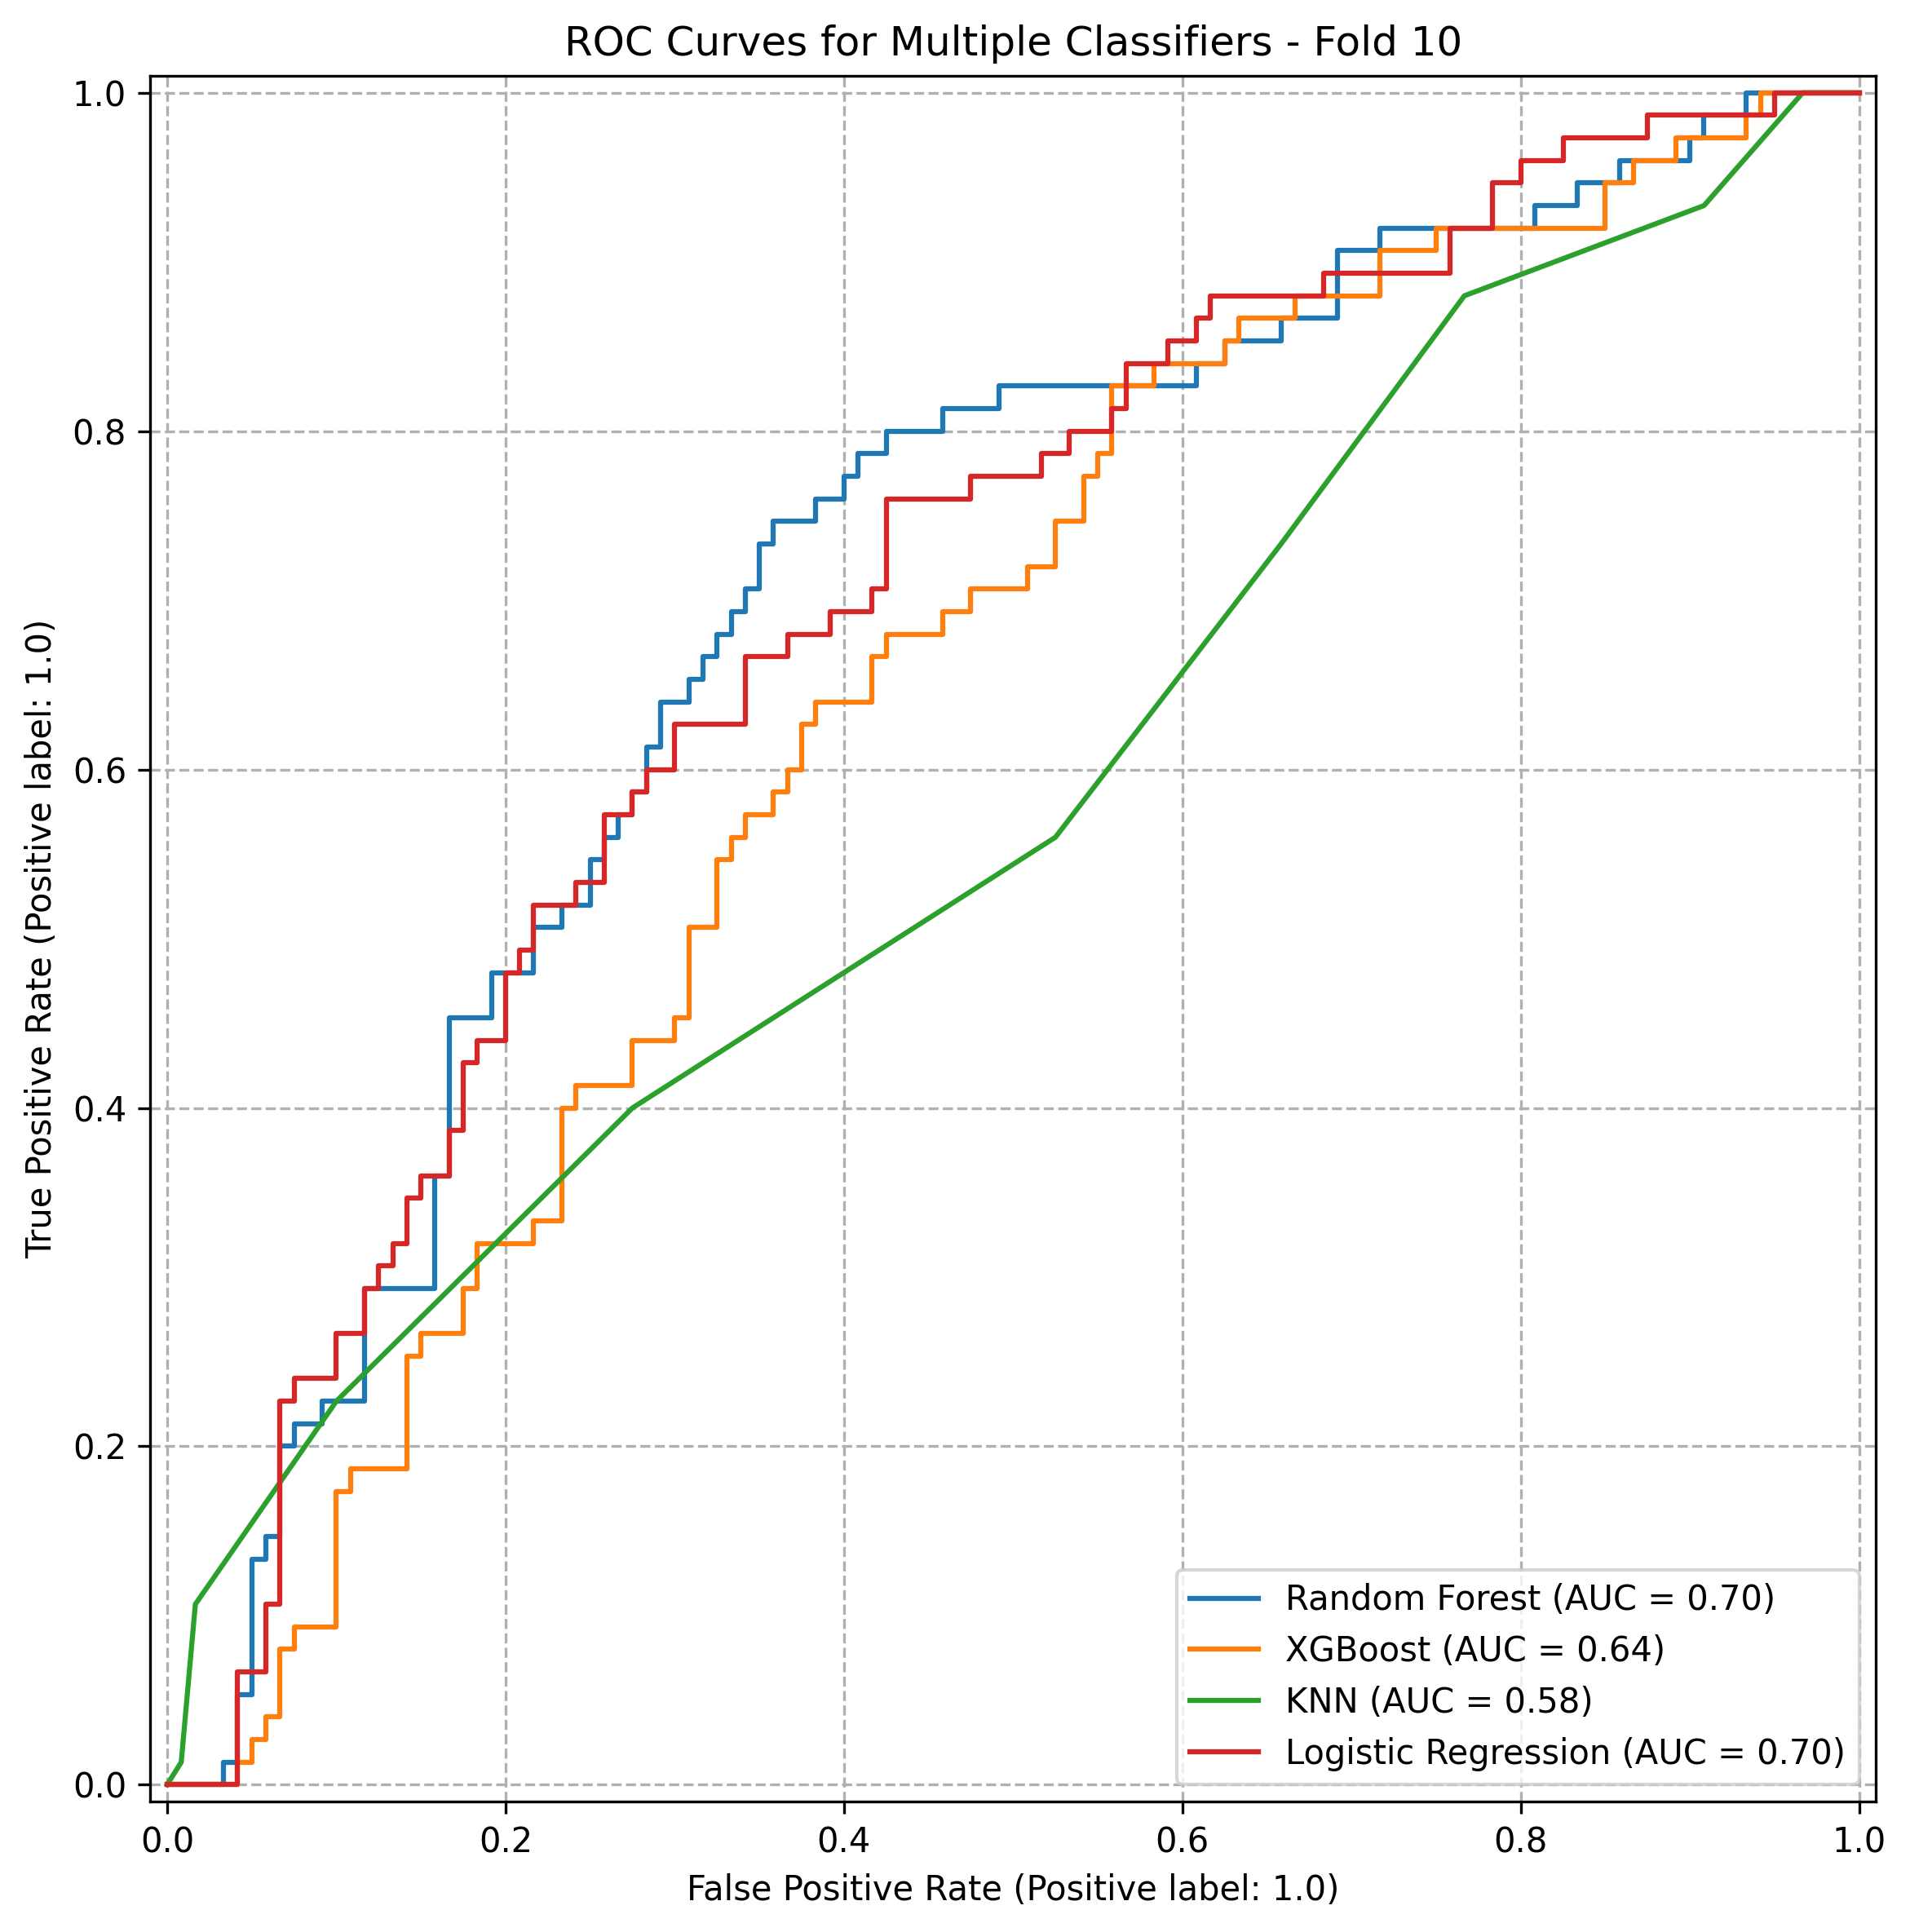 ROC Curves for Multiple Classifiers - Fold 10
True Positive Rate (Positive label: 1.0)
1.0
0.8
0.6
0.4
0.2
0.0
Random Forest (AUC = 0.70)
XGBoost (AUC = 0.64)
KNN (AUC = 0.58)
Logistic Regression (AUC = 0.70)
0.0 0.2 0.4 0.6 0.8 1.0
False Positive Rate (Positive label: 1.0)